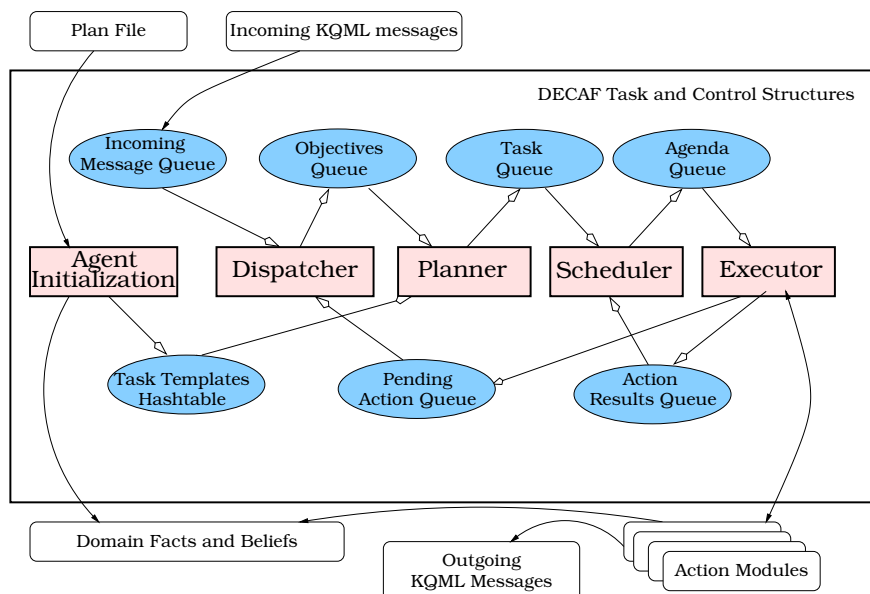 Plan File
Incoming KQML messages
DECAF Task and Control Structures
Incoming
Message Queue
Objectives
Queue
Task
Queue
Agenda
Queue
Agent
Initialization
Dispatcher
Planner
Scheduler
Executor
Task Templates
Hashtable
Pending
Action Queue
Action
Results Queue
Domain Facts and Beliefs
Outgoing
KQML Messages
Action Modules